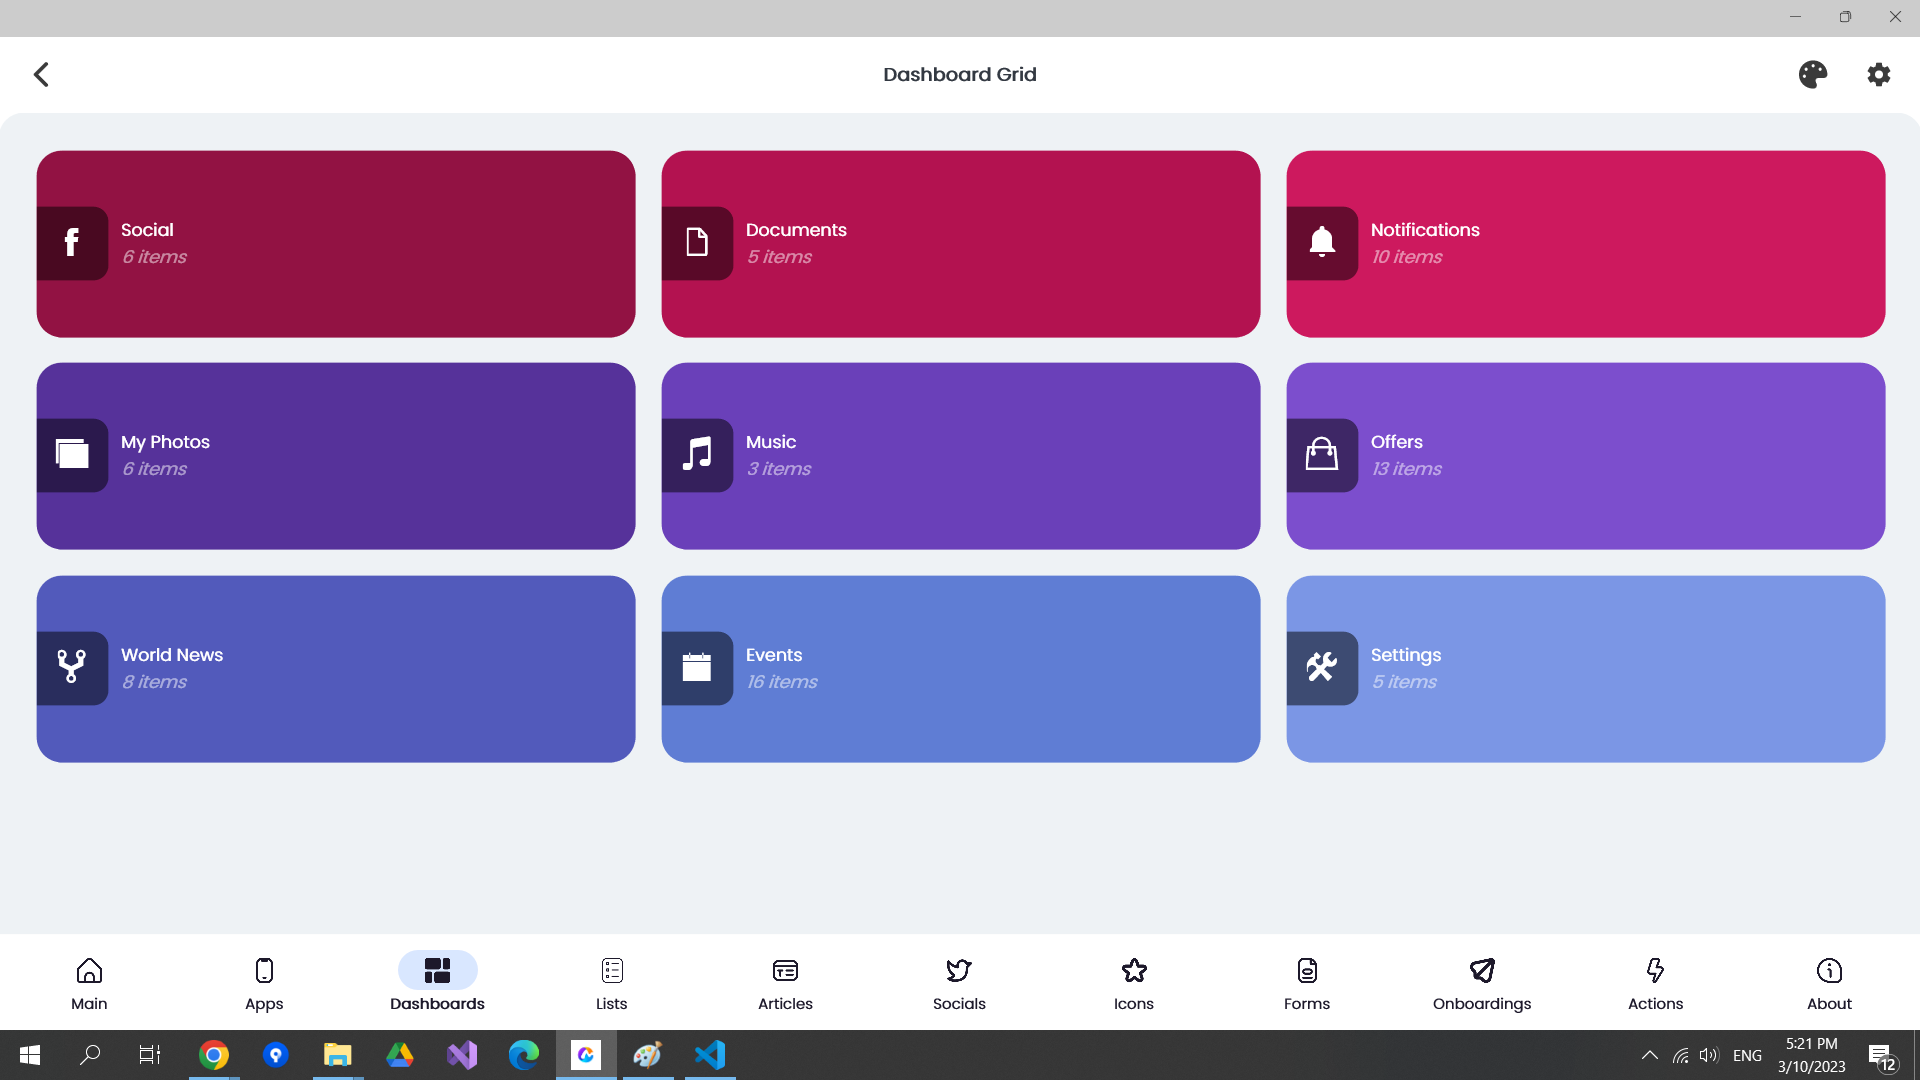 Dashboard Grid
Social
6 items
Documents
5 items
Notifications
10 items
My Photos
6 items
Music
3 items
Offers
13 items
World News
8 items
Events
16 items
Settings
5 items
Main
Apps
Dashboards
Lists
Articles
Socials
Icons
Forms
Onboardings
Actions
About
ENG
5:21 PM
3/10/2023
12